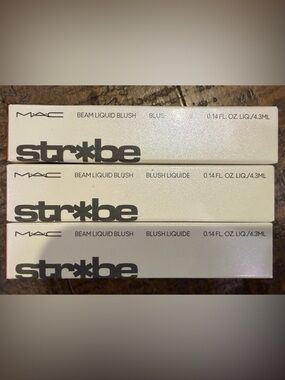 MAC BEAM LIQUID BLUSH BLUS 0.14 FL. OZ. LIQ./4.3ML
str*be
MAC BEAM LIQUID BLUSH BLUSH LIQUIDE 0.14 FL. OZ. LIQ./4.3ML
str*be
MAC BEAM LIQUID BLUSH BLUSH LIQUIDE 0.14 FL. OZ. LIQ./4.3ML
str*be